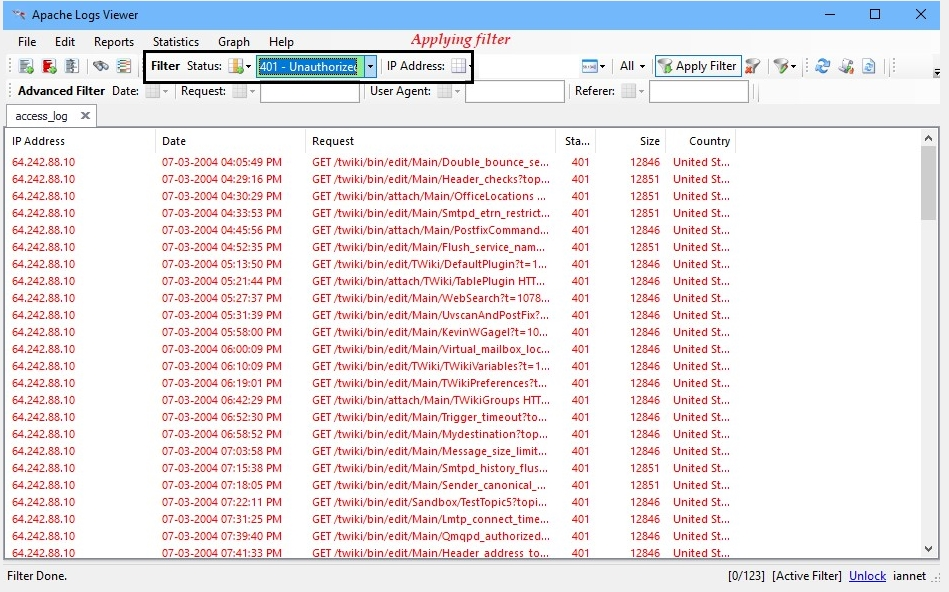 Apache Logs Viewer
File Edit Reports Statistics Graph Help
Applying filter
Filter Status: 401 - Unauthorized IP Address: All Apply Filter
Advanced Filter Date: Request: User Agent: Referer:
access_log
IP Address Date Request Sta... Size Country
64.242.88.10 07-03-2004 04:05:49 PM GET /twiki/bin/edit/Main/Double_bounce_se... 401 12846 United St...
64.242.88.10 07-03-2004 04:29:16 PM GET /twiki/bin/edit/Main/Header_checks?top... 401 12851 United St...
64.242.88.10 07-03-2004 04:30:29 PM GET /twiki/bin/attach/Main/OfficeLocations ... 401 12851 United St...
64.242.88.10 07-03-2004 04:33:53 PM GET /twiki/bin/edit/Main/Smtpd_etrn_restrict... 401 12851 United St...
64.242.88.10 07-03-2004 04:45:56 PM GET /twiki/bin/attach/Main/PostfixCommand... 401 12846 United St...
64.242.88.10 07-03-2004 04:52:35 PM GET /twiki/bin/edit/Main/Flush_service_nam... 401 12851 United St...
64.242.88.10 07-03-2004 05:13:50 PM GET /twiki/bin/edit/TWiki/DefaultPlugin?t=1... 401 12846 United St...
64.242.88.10 07-03-2004 05:21:44 PM GET /twiki/bin/attach/TWiki/TablePlugin HTT... 401 12846 United St...
64.242.88.10 07-03-2004 05:27:37 PM GET /twiki/bin/edit/Main/WebSearch?t=1078... 401 12846 United St...
64.242.88.10 07-03-2004 05:31:39 PM GET /twiki/bin/edit/Main/UvscanAndPostFix?... 401 12846 United St...
64.242.88.10 07-03-2004 05:58:00 PM GET /twiki/bin/edit/Main/KevinWGagel?t=10... 401 12846 United St...
64.242.88.10 07-03-2004 06:00:09 PM GET /twiki/bin/edit/Main/Virtual_mailbox_loc... 401 12846 United St...
64.242.88.10 07-03-2004 06:10:09 PM GET /twiki/bin/edit/TWiki/TWikiVariables?t=1... 401 12846 United St...
64.242.88.10 07-03-2004 06:19:01 PM GET /twiki/bin/edit/Main/TWikiPreferences?t... 401 12846 United St...
64.242.88.10 07-03-2004 06:42:29 PM GET /twiki/bin/attach/Main/TWikiGroups HTT... 401 12846 United St...
64.242.88.10 07-03-2004 06:52:30 PM GET /twiki/bin/edit/Main/Trigger_timeout?to... 401 12846 United St...
64.242.88.10 07-03-2004 06:58:52 PM GET /twiki/bin/edit/Main/Mydestination?top... 401 12846 United St...
64.242.88.10 07-03-2004 07:03:58 PM GET /twiki/bin/edit/Main/Message_size_limit... 401 12846 United St...
64.242.88.10 07-03-2004 07:15:38 PM GET /twiki/bin/edit/Main/Smtpd_history_flus... 401 12851 United St...
64.242.88.10 07-03-2004 07:18:05 PM GET /twiki/bin/edit/Main/Sender_canonical_... 401 12851 United St...
64.242.88.10 07-03-2004 07:22:11 PM GET /twiki/bin/edit/Sandbox/TestTopic5?topi... 401 12846 United St...
64.242.88.10 07-03-2004 07:31:25 PM GET /twiki/bin/edit/Main/Lmtp_connect_time... 401 12846 United St...
64.242.88.10 07-03-2004 07:39:40 PM GET /twiki/bin/edit/Main/Qmqpd_authorized... 401 12846 United St...
64.242.88.10 07-03-2004 07:41:33 PM GET /twiki/bin/edit/Main/Header_address_to... 401 12846 United St...
Filter Done. [0/123] [Active Filter] Unlock iannet